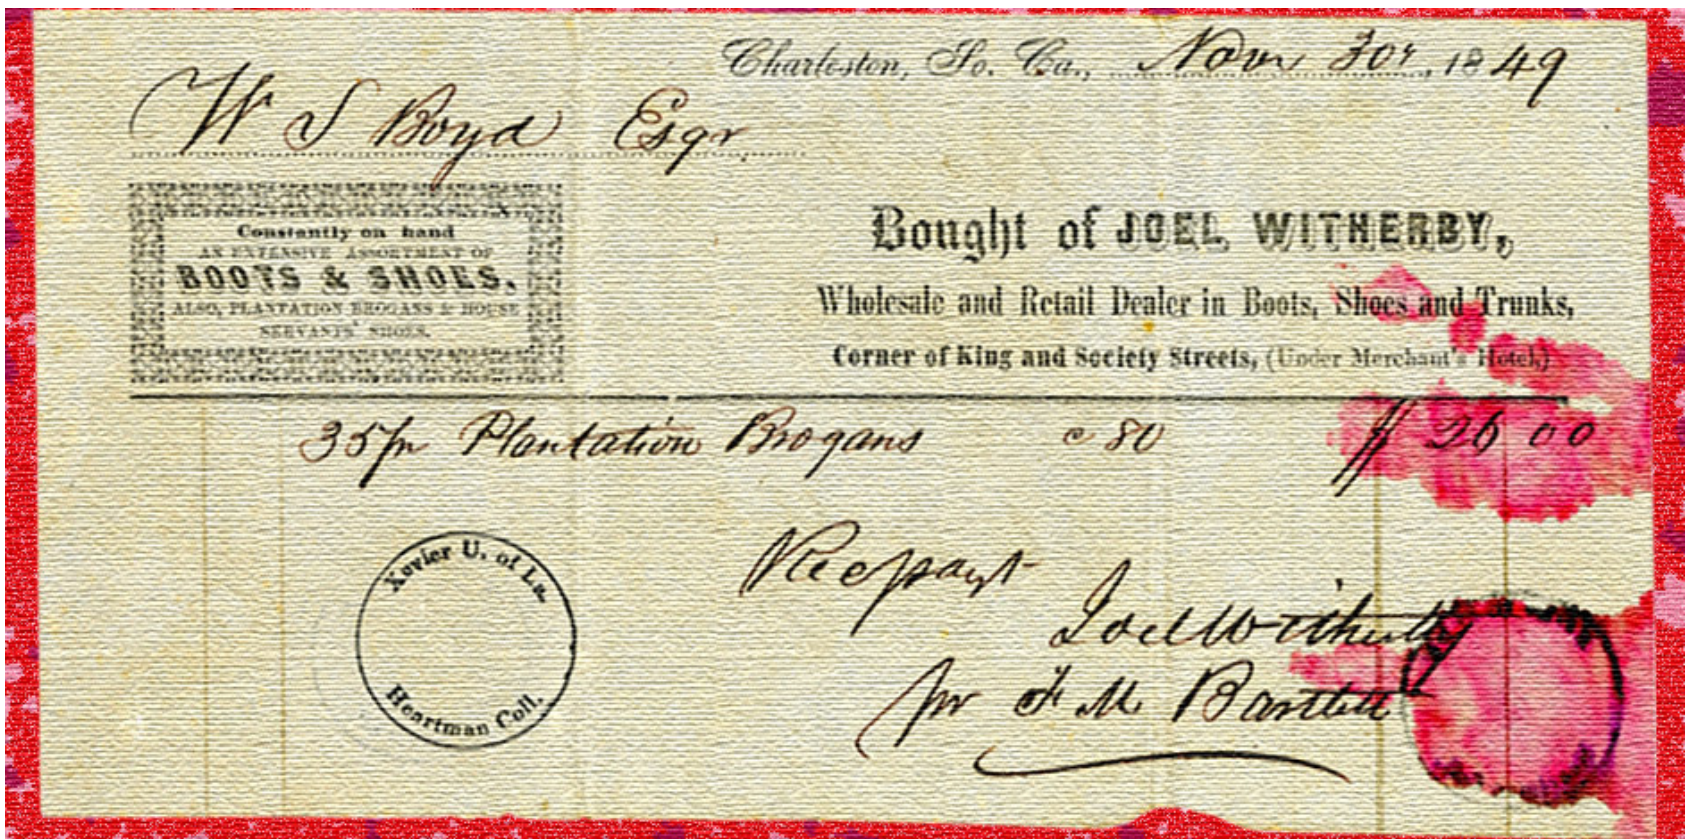 Charleston, So. Ca., Novr 30th, 1849
W S Boyd Esqr
Constantly on hand
AN EXTENSIVE ASSORTMENT OF
BOOTS & SHOES.
ALSO, PLANTATION BROGANS & HOUSE
SERVANTS' SHOES.
Bought of JOEL WITHERBY,
Wholesale and Retail Dealer in Boots, Shoes and Trunks,
Corner of King and Society Streets, (Under Merchant's Hotel.)
35 pr Plantation Brogans c 80 $ 28 00
Xavier U. of La.
Heartman Coll.
Rec payt
Joel Witherby
pr F. M. Bartlett